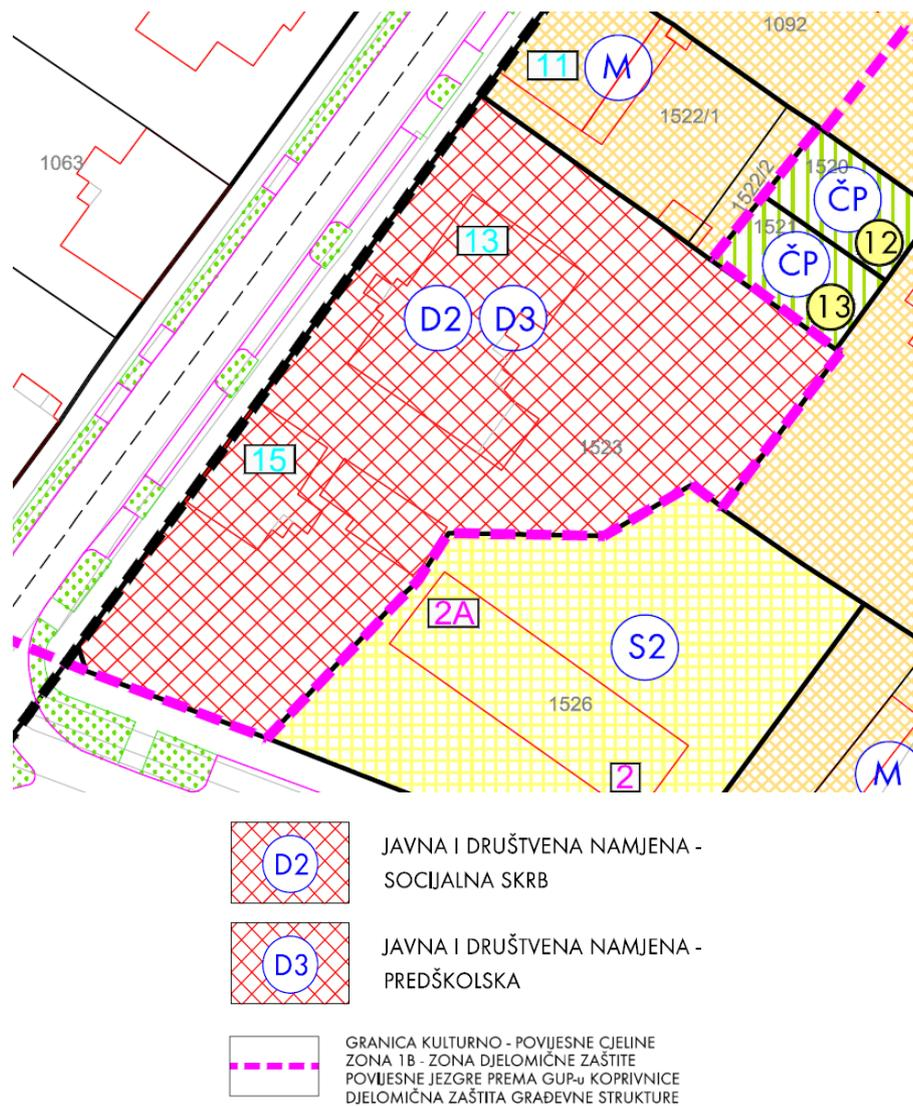 1092
11
M
1522/1
1063
1522/2
1520
ČP
12
1521
ČP
13
13
D2
D3
15
1523
2A
S2
1526
2
M
D2
JAVNA I DRUŠTVENA NAMJENA -
SOCIJALNA SKRB
D3
JAVNA I DRUŠTVENA NAMJENA -
PREDŠKOLSKA
GRANICA KULTURNO - POVIJESNE CJELINE
ZONA 1B - ZONA DJELOMIČNE ZAŠTITE
POVIJESNE JEZGRE PREMA GUP-u KOPRIVNICE
DJELOMIČNA ZAŠTITA GRAĐEVNE STRUKTURE